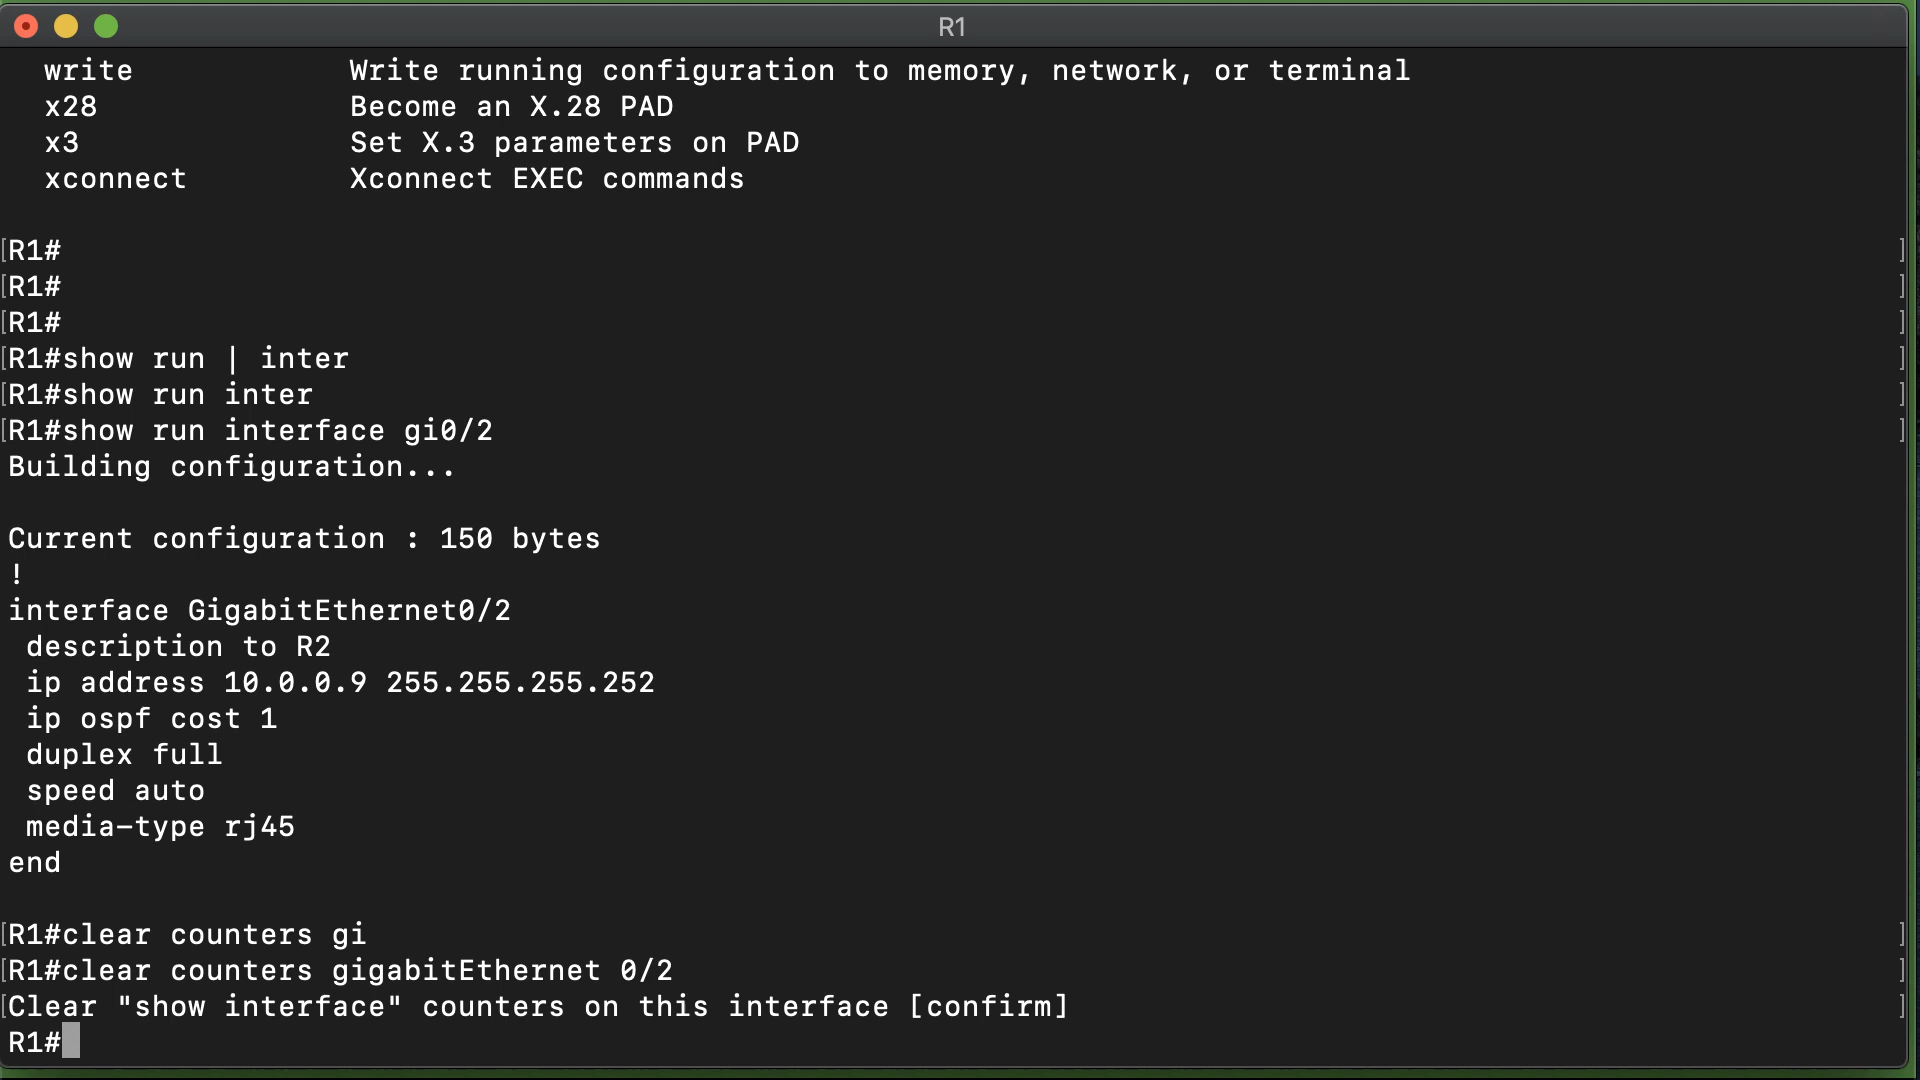 R1
write Write running configuration to memory, network, or terminal
x28 Become an X.28 PAD
x3 Set X.3 parameters on PAD
xconnect Xconnect EXEC commands
[R1# ]
[R1# ]
[R1# ]
[R1#show run | inter ]
[R1#show run inter ]
[R1#show run interface gi0/2 ]
Building configuration...
Current configuration : 150 bytes
!
interface GigabitEthernet0/2
description to R2
ip address 10.0.0.9 255.255.255.252
ip ospf cost 1
duplex full
speed auto
media-type rj45
end
[R1#clear counters gi ]
[R1#clear counters gigabitEthernet 0/2 ]
[Clear "show interface" counters on this interface [confirm] ]
R1#